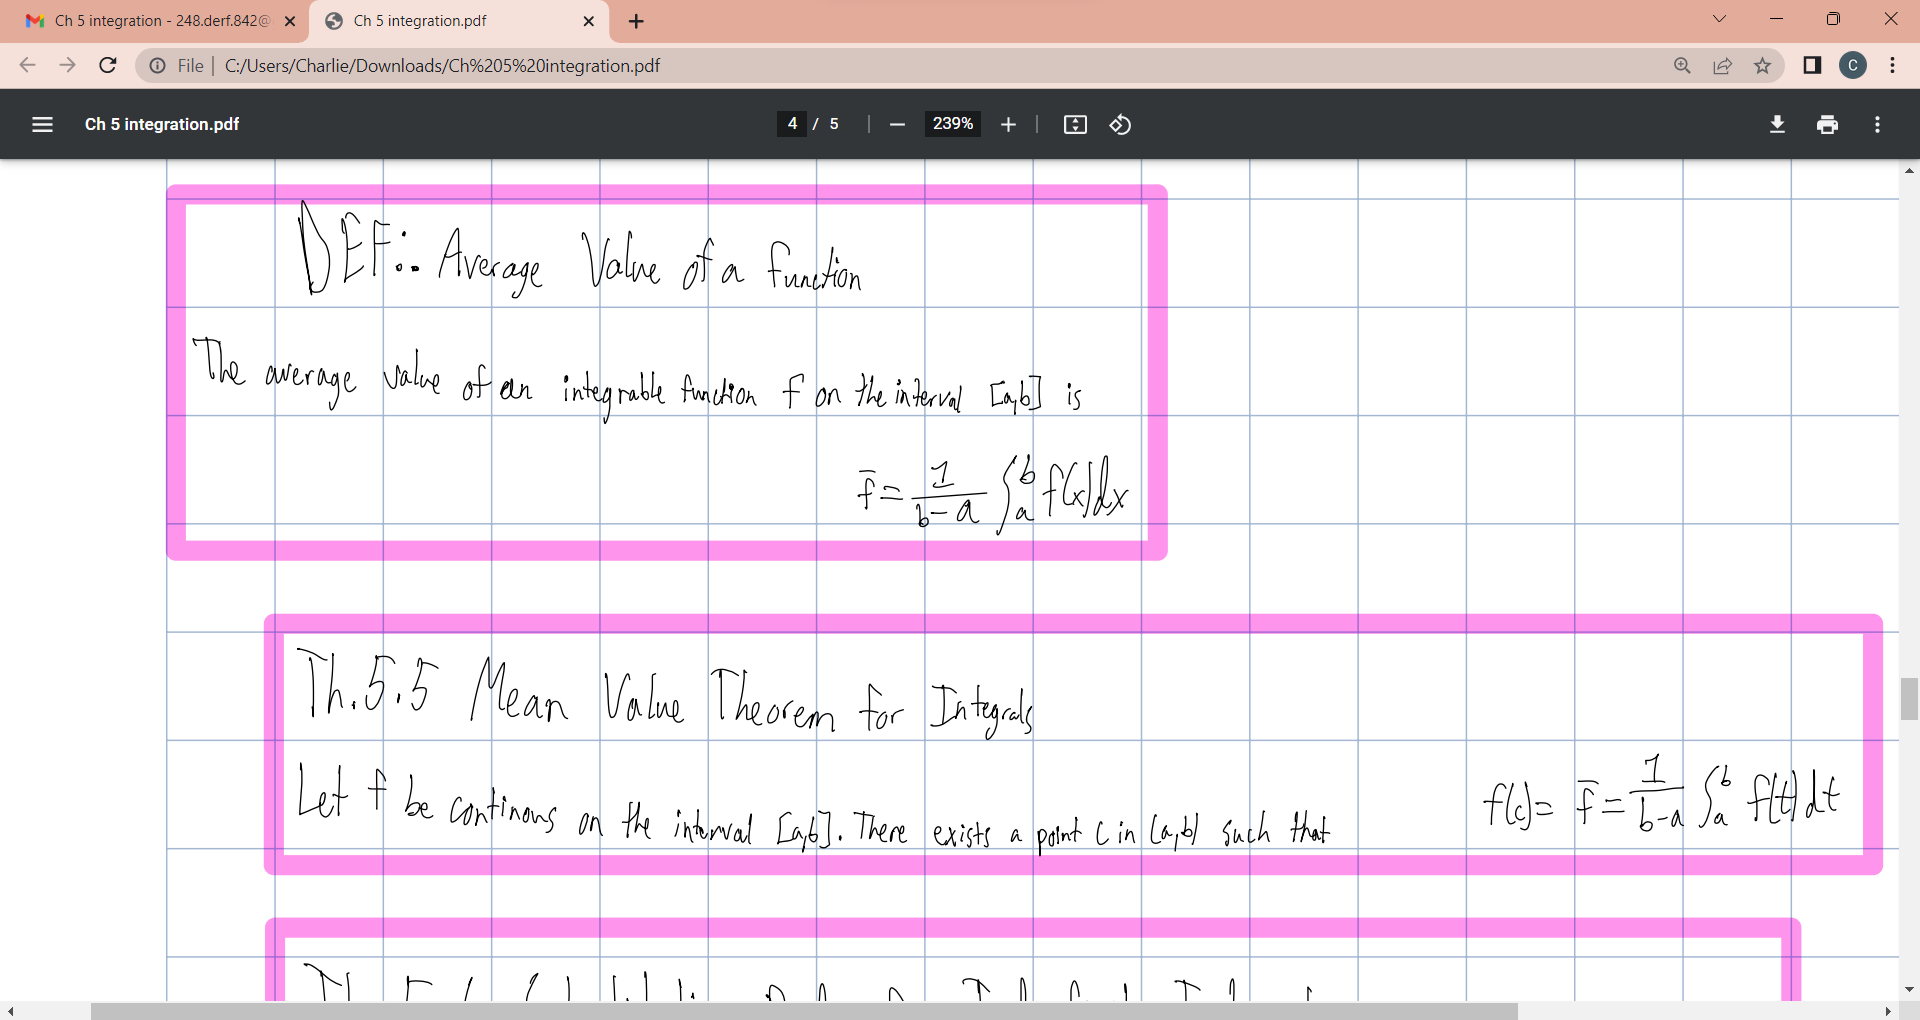 Ch 5 integration - 248.derf.842@
Ch 5 integration.pdf
File | C:/Users/Charlie/Downloads/Ch%205%20integration.pdf
C
Ch 5 integration.pdf
4 / 5
239%
DEF:. Average Value of a function
The average value of an integrable function f on the interval [a,b] is
f̄ = 1/(b-a) ∫_a^b f(x)dx
Th.5.5 Mean Value Theorem for Integrals
Let f be continous on the interval [a,b]. There exists a point c in (a,b) such that f(c) = f̄ = 1/(b-a) ∫_a^b f(t)dt